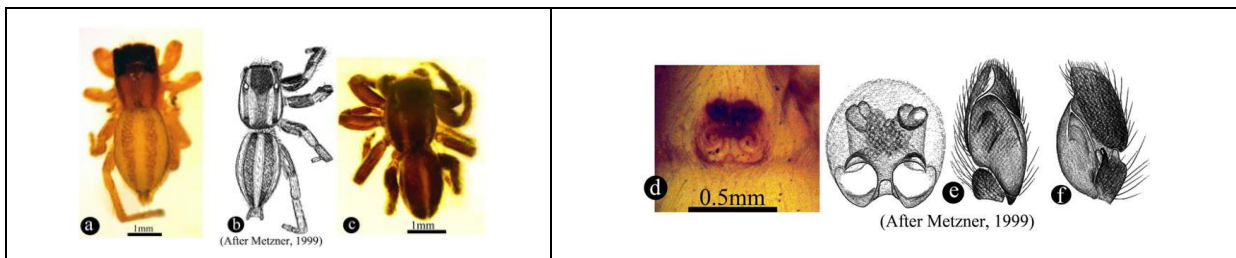 a
1mm
b
(After Metzner, 1999)
c
1mm
d
0.5mm
e
f
(After Metzner, 1999)